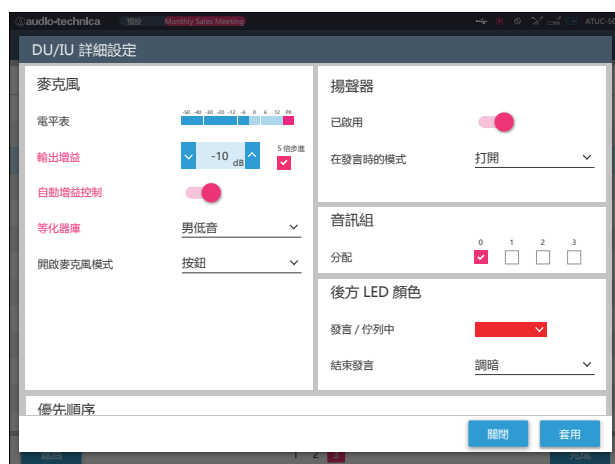 audio-technica 預設 Monthly Sales Meeting ATUC-50
DU/IU 詳細設定
麥克風
電平表
-50 -40 -30 -20 -12 -6 0 6 12 PK
輸出增益
-10 dB
5 倍步進
自動增益控制
等化器庫
男低音
開啟麥克風模式
按鈕
揚聲器
已啟用
在發言時的模式
打開
音訊組
0 1 2 3
分配
後方 LED 顏色
發言 / 佇列中
結束發言
調暗
優先順序
關閉
套用
返回
1 2 3
完成